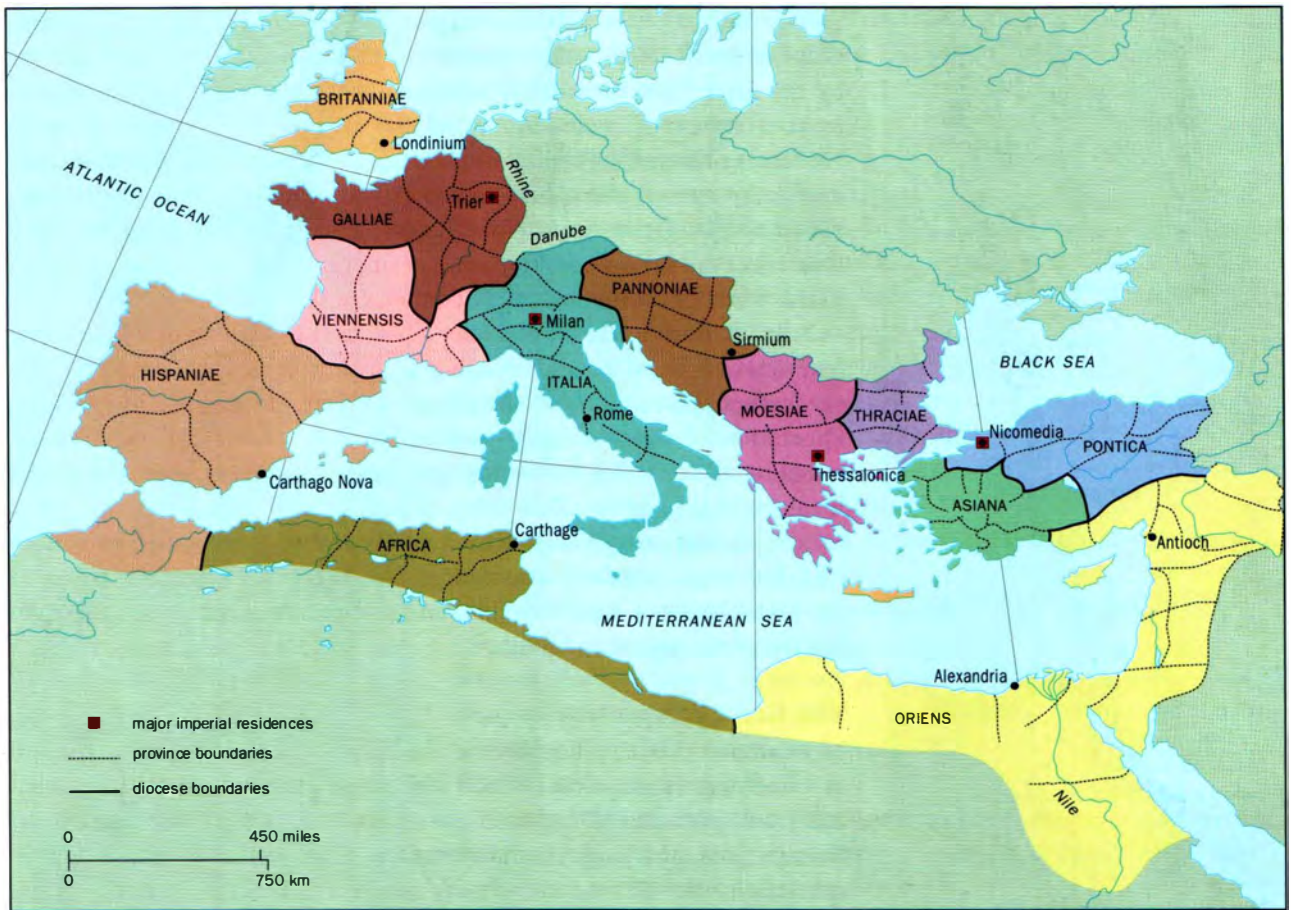 BRITANNIAE
Londinium
ATLANTIC OCEAN
Rhine
Trier
GALLIAE
Danube
PANNONIAE
VIENNENSIS
Milan
Sirmium
BLACK SEA
HISPANIAE
ITALIA
MOESIAE
THRACIAE
Rome
Nicomedia
PONTICA
Thessalonica
Carthago Nova
ASIANA
Carthage
AFRICA
Antioch
MEDITERRANEAN SEA
Alexandria
ORIENS
Nile
major imperial residences
province boundaries
diocese boundaries
0 450 miles
0 750 km